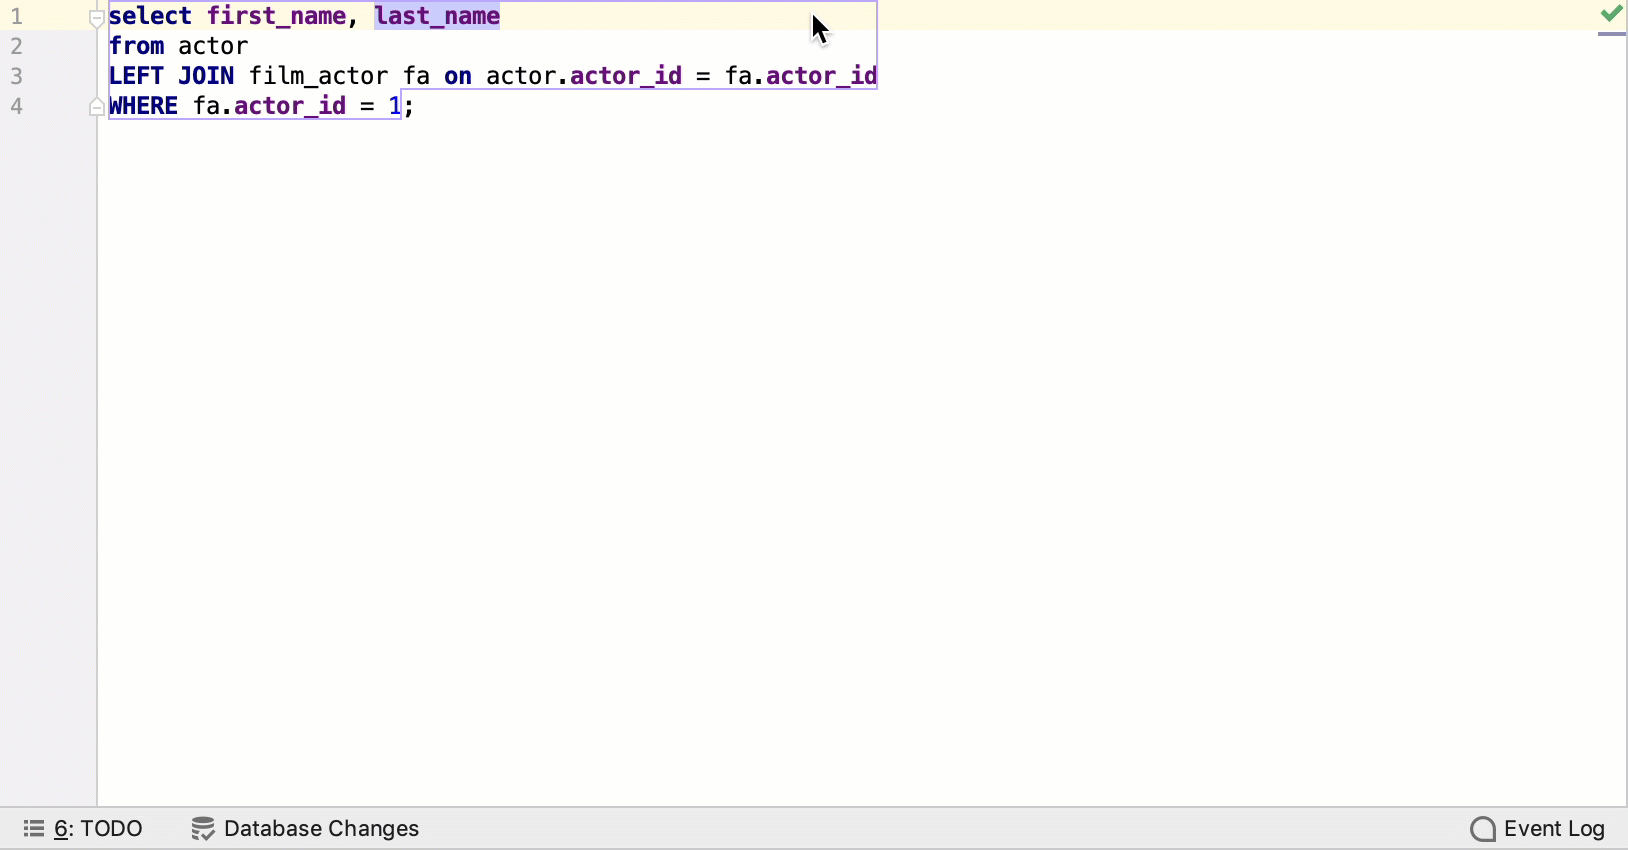 1 select first_name, last_name
2 from actor
3 LEFT JOIN film_actor fa on actor.actor_id = fa.actor_id
4 WHERE fa.actor_id = 1;
6: TODO Database Changes Event Log